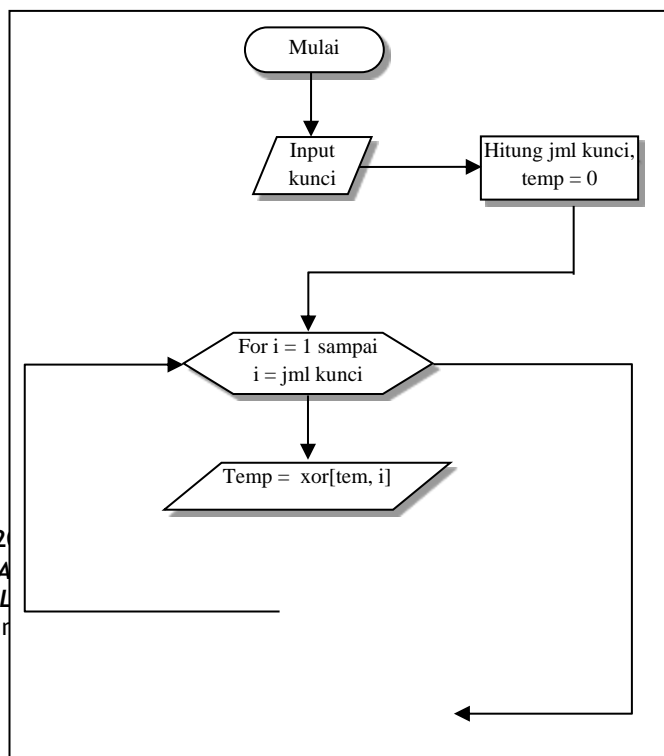 Mulai
Input
kunci
Hitung jml kunci,
temp = 0
For i = 1 sampai
i = jml kunci
Temp = xor[tem, i]